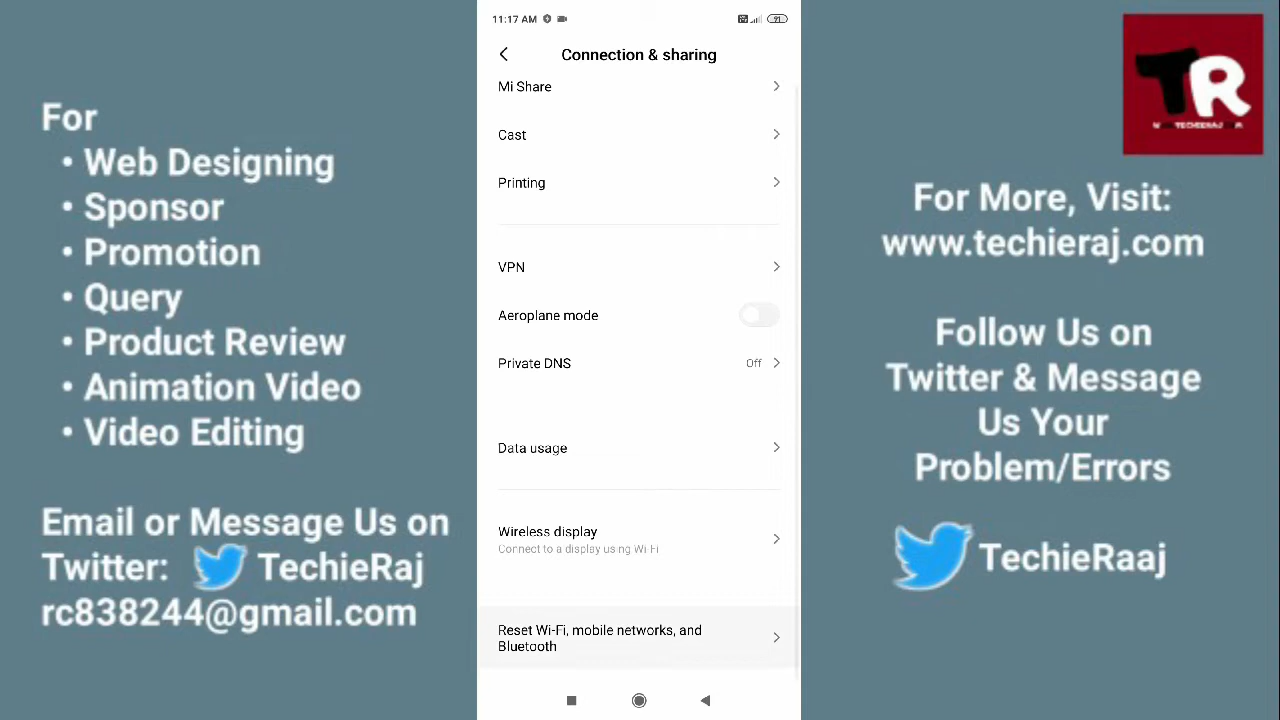 For
• Web Designing
• Sponsor
• Promotion
• Query
• Product Review
• Animation Video
• Video Editing
Email or Message Us on
Twitter: TechieRaj
rc838244@gmail.com
11:17 AM
91
Connection & sharing
Mi Share
Cast
Printing
VPN
Aeroplane mode
Private DNS Off
Data usage
Wireless display
Connect to a display using Wi Fi
Reset Wi-Fi, mobile networks, and
Bluetooth
TR
For More, Visit:
www.techieraj.com
Follow Us on
Twitter & Message
Us Your
Problem/Errors
TechieRaaj